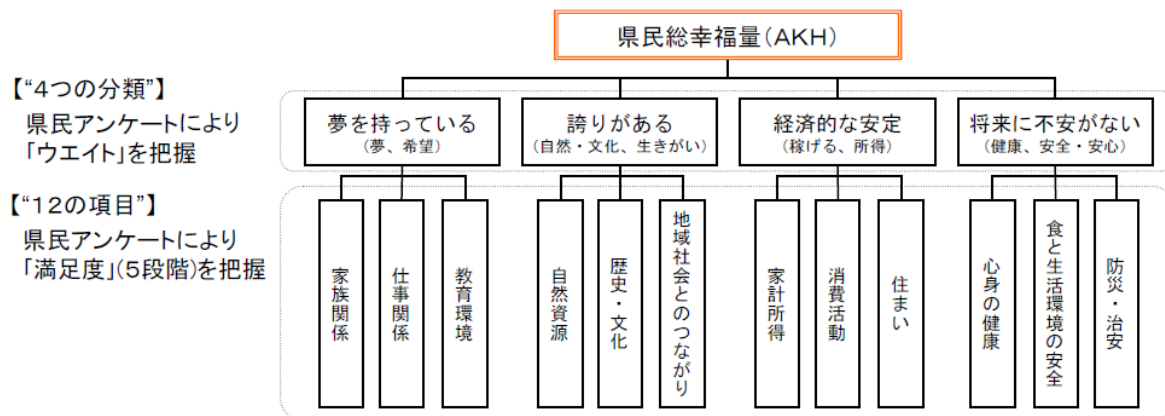 県民総幸福量(AKH)
【“4つの分類”】
県民アンケートにより
「ウエイト」を把握
夢を持っている
(夢、希望)
誇りがある
(自然・文化、生きがい)
経済的な安定
(稼げる、所得)
将来に不安がない
(健康、安全・安心)
【“12の項目”】
県民アンケートにより
「満足度」(5段階)を把握
家族関係
仕事関係
教育環境
自然資源
歴史・文化
地域社会とのつながり
家計所得
消費活動
住まい
心身の健康
食と生活環境の安全
防災・治安